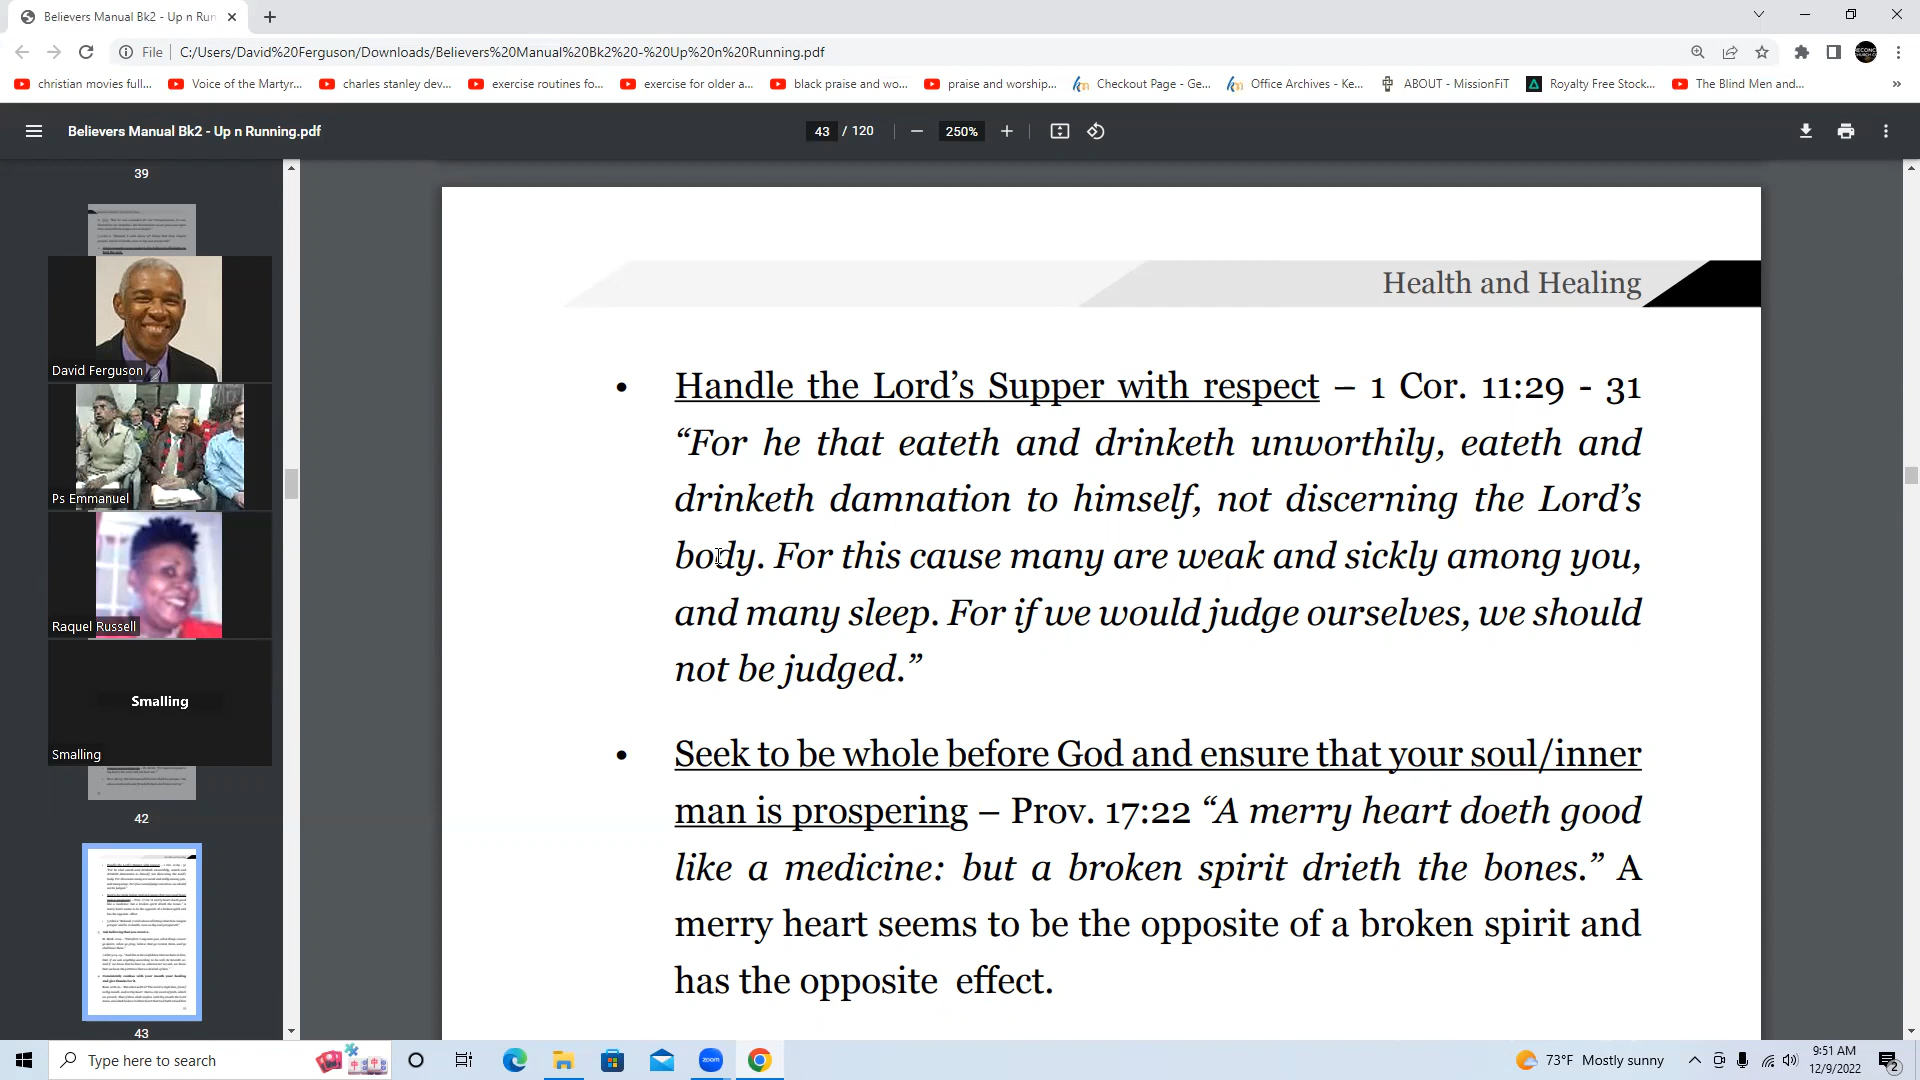 Believers Manual Bk2 - Up n Run
File
C:/Users/David%20Ferguson/Downloads/Believers%20Manual%20Bk2%20-%20Up%20n%20Running.pdf
christian movies full...
Voice of the Martyr...
charles stanley dev...
exercise routines fo...
exercise for older a...
black praise and wo...
praise and worship...
Checkout Page - Ge...
Office Archives - Ke...
ABOUT - MissionFiT
Royalty Free Stock...
The Blind Men and...
Believers Manual Bk2 - Up n Running.pdf
43 / 120
250%
39
David Ferguson
Ps Emmanuel
Raquel Russell
Smalling
Smalling
42
43
Health and Healing
• Handle the Lord’s Supper with respect – 1 Cor. 11:29 - 31
“For he that eateth and drinketh unworthily, eateth and
drinketh damnation to himself, not discerning the Lord’s
body. For this cause many are weak and sickly among you,
and many sleep. For if we would judge ourselves, we should
not be judged.”
• Seek to be whole before God and ensure that your soul/inner
man is prospering – Prov. 17:22 “A merry heart doeth good
like a medicine: but a broken spirit drieth the bones.” A
merry heart seems to be the opposite of a broken spirit and
has the opposite effect.
Type here to search
zoom
73°F Mostly sunny
9:51 AM
12/9/2022
2